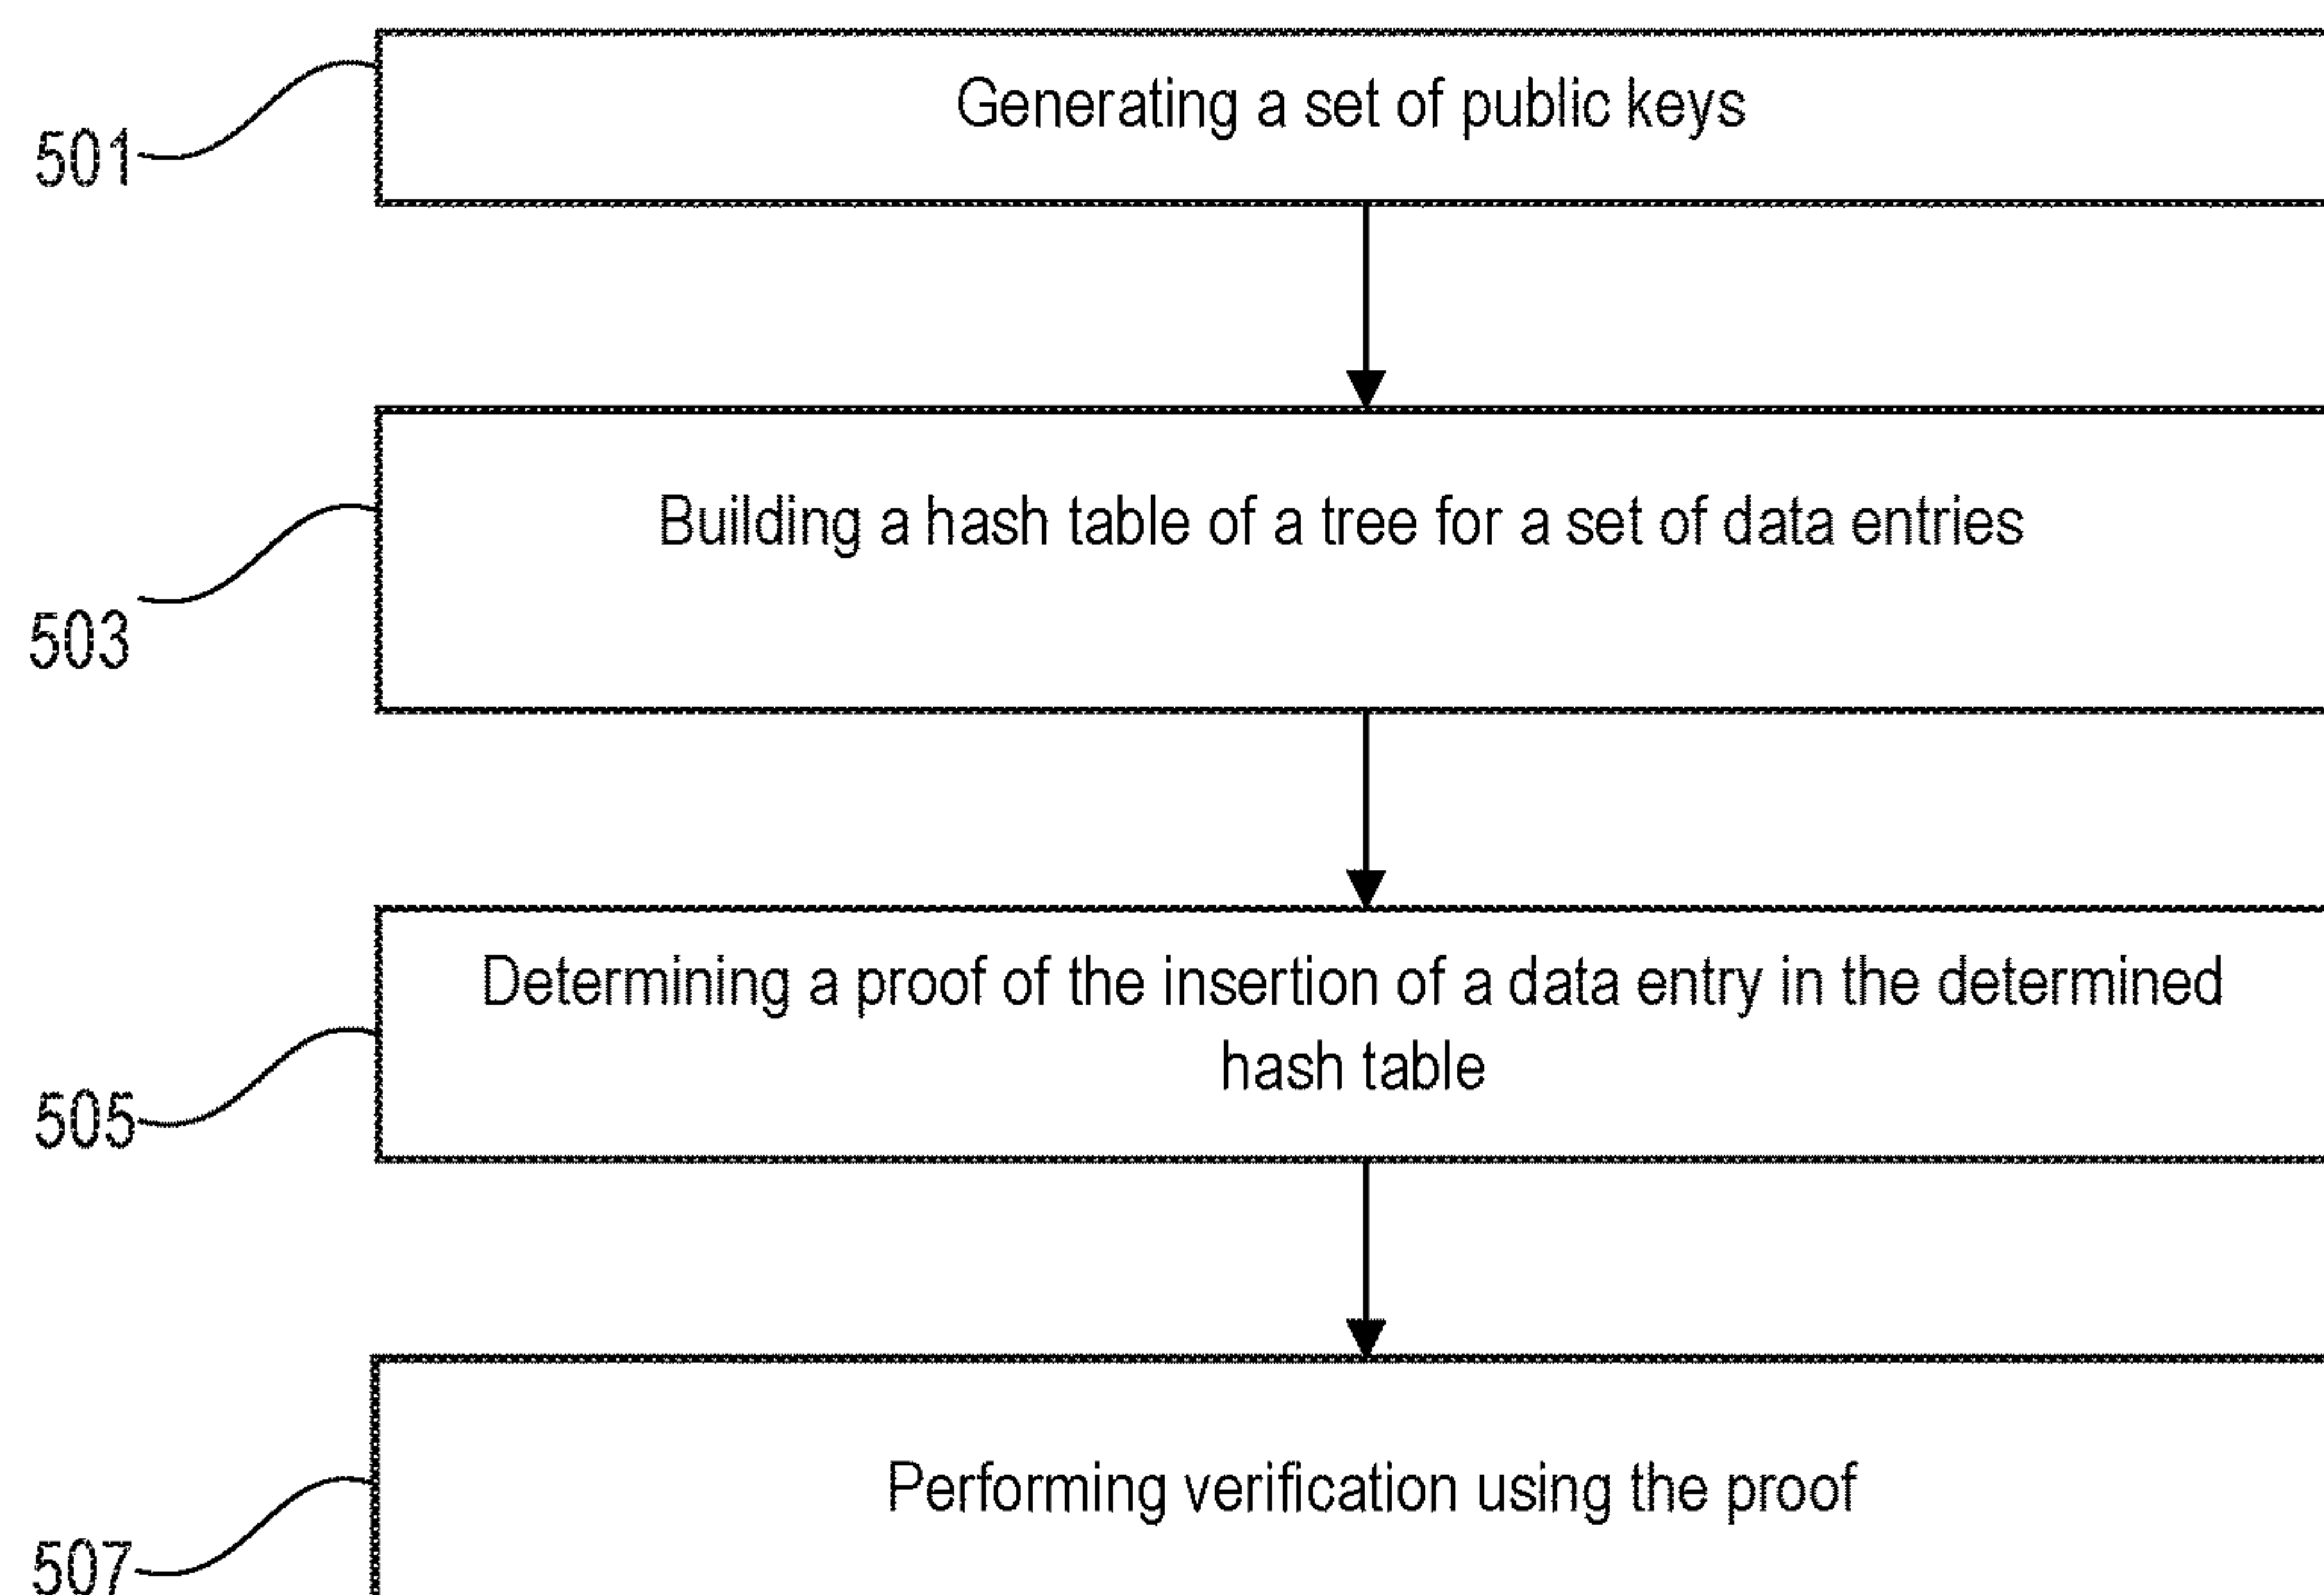 Generating a set of public keys
501
Building a hash table of a tree for a set of data entries
503
Determining a proof of the insertion of a data entry in the determined
hash table
505
Performing verification using the proof
507